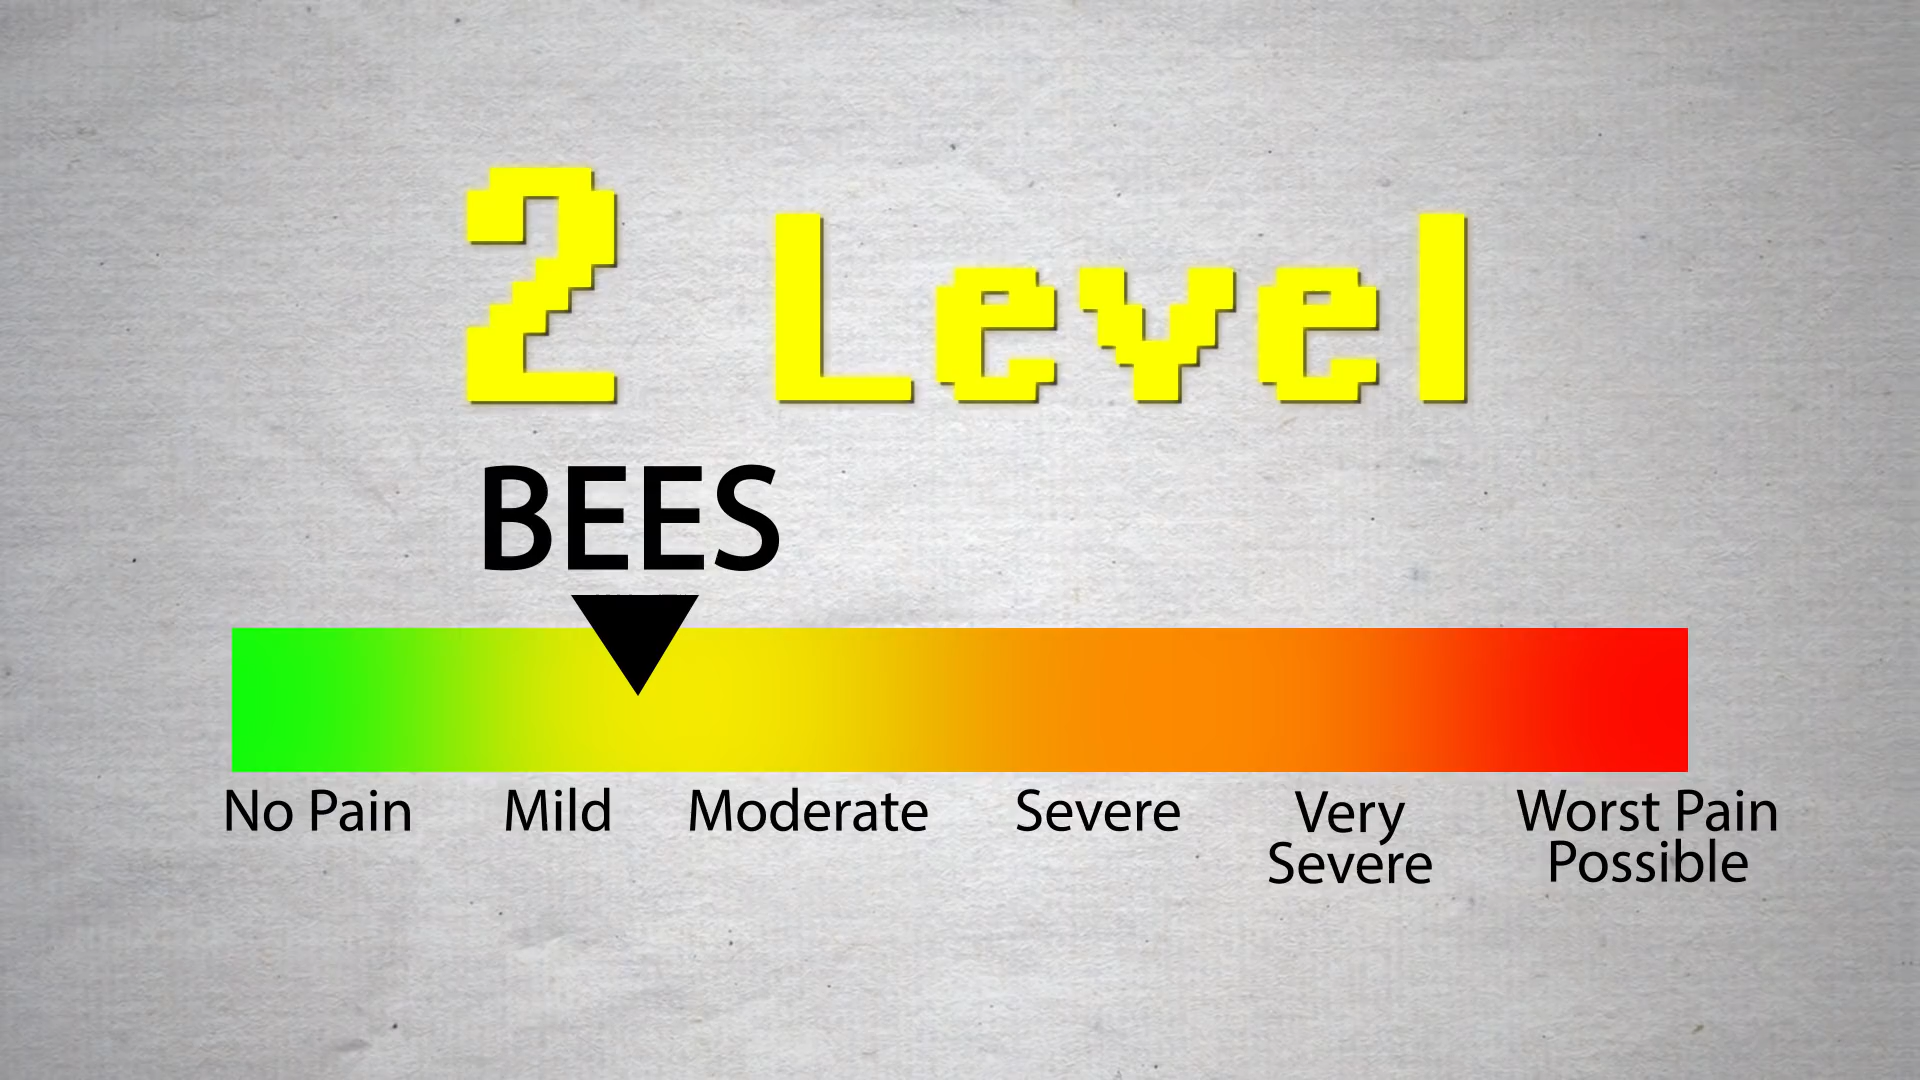 2 Level
BEES
No Pain
Mild
Moderate
Severe
Very
Severe
Worst Pain
Possible